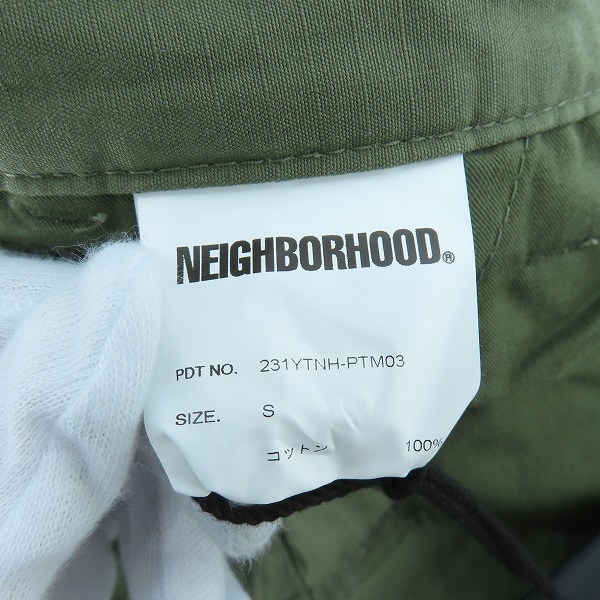 NEIGHBORHOOD®
PDT NO. 231YTNH-PTM03
SIZE. S
コットン 100%